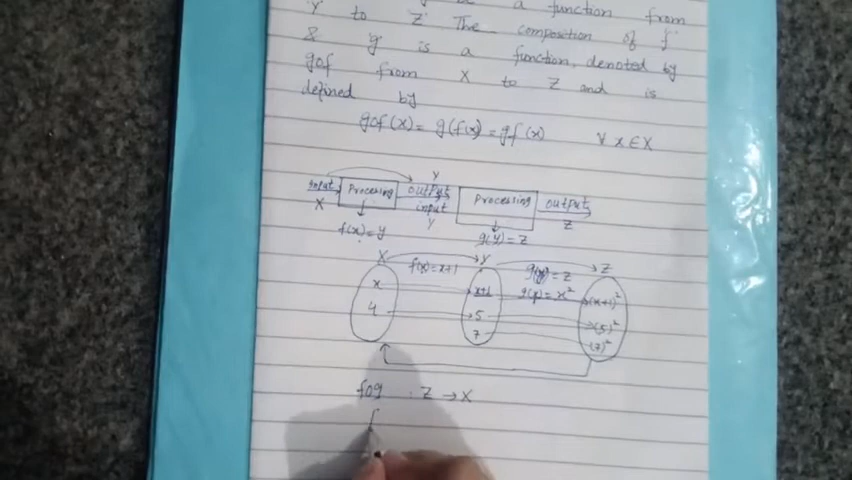 a function from
Y to Z The composition of f
& g is a function, denoted by
gof from X to Z and is
defined by
gof(x) = g(f(x)) = gf(x) ∀ x ∈ X
Y
input Procesing output Processing output
X input Z
Y
f(x) = y g(y) = z
X f(x) = x+1 Y g(y) = z Z
x x+1 g(x) = x² (x+1)²
4 5 (5)²
7 (7)²
fog : Z → X